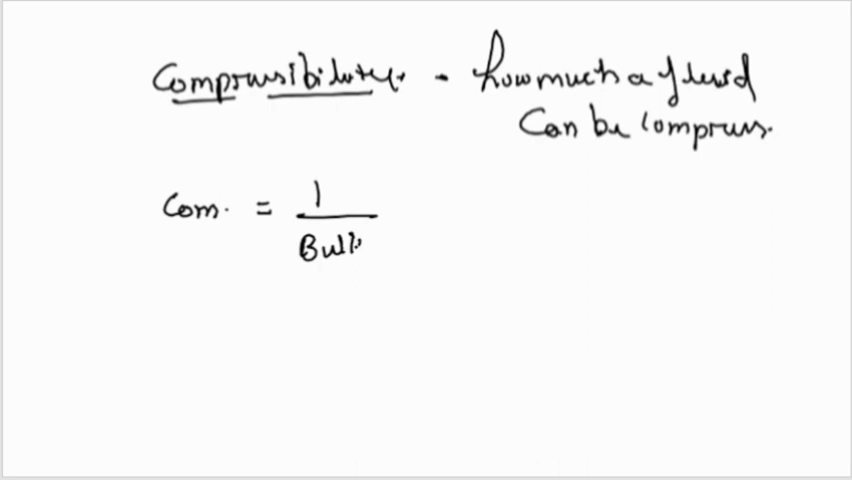 Compressibility. - how much a fluid
Can be compress.
Com. = 1
Bulk